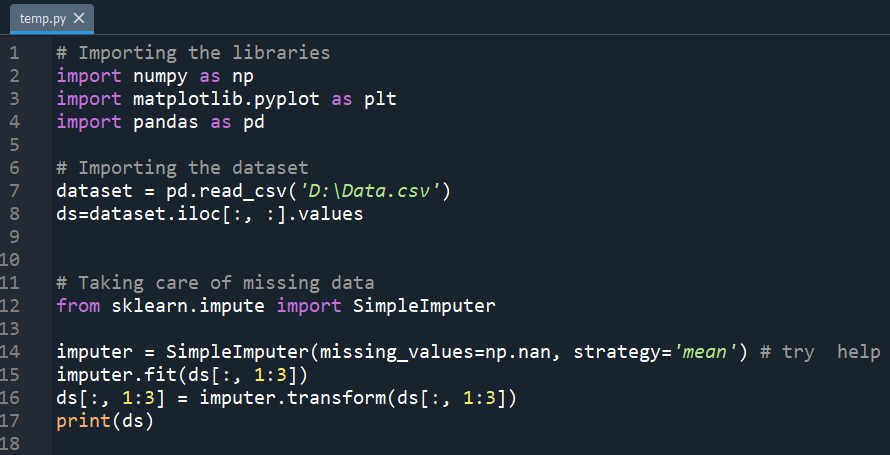 temp.py ×
1 # Importing the libraries
2 import numpy as np
3 import matplotlib.pyplot as plt
4 import pandas as pd
5
6 # Importing the dataset
7 dataset = pd.read_csv('D:\Data.csv')
8 ds=dataset.iloc[:, :].values
9
10
11 # Taking care of missing data
12 from sklearn.impute import SimpleImputer
13
14 imputer = SimpleImputer(missing_values=np.nan, strategy='mean') # try  help
15 imputer.fit(ds[:, 1:3])
16 ds[:, 1:3] = imputer.transform(ds[:, 1:3])
17 print(ds)
18